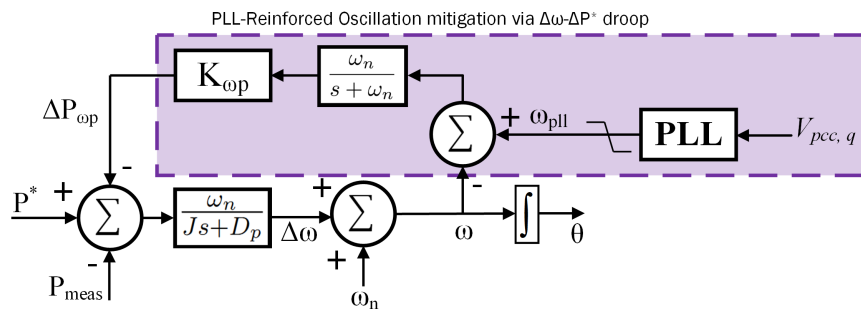 PLL-Reinforced Oscillation mitigation via Δω-ΔP* droop
K_ωp
ω_n
s + ω_n
ΔP_ωp
Σ
+
ω_pll
PLL
V_pcc, q
-
-
P*
+
Σ
-
P_meas
ω_n
Js+D_p
Δω
+
Σ
+
ω_n
ω
∫
θ